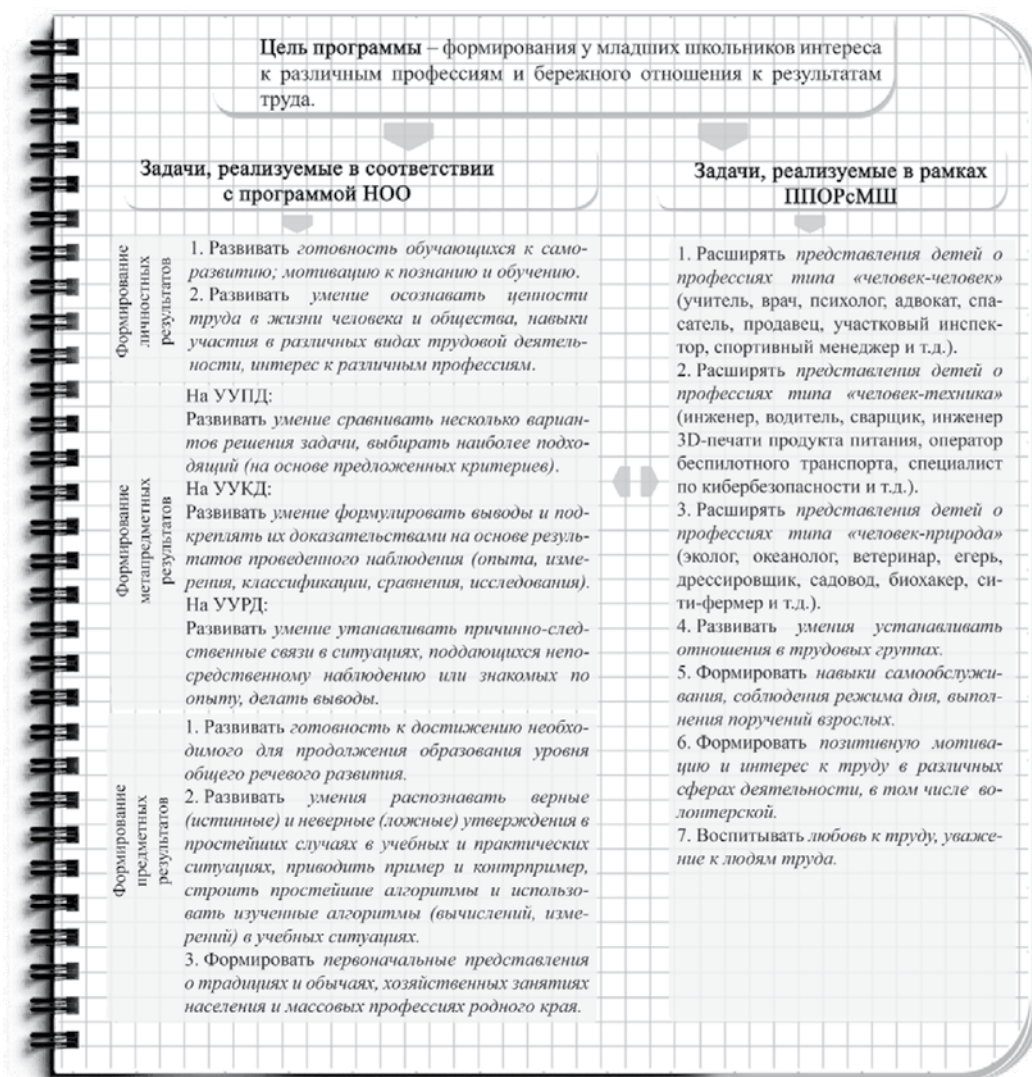 Цель программы – формирования у младших школьников интереса
к различным профессиям и бережного отношения к результатам
труда.
Задачи, реализуемые в соответствии
с программой НОО
Формирование
личностных
результатов
1. Развивать готовность обучающихся к само-
развитию; мотивацию к познанию и обучению.
2. Развивать умение осознавать ценности
труда в жизни человека и общества, навыки
участия в различных видах трудовой деятель-
ности, интерес к различным профессиям.
Формирование
метапредметных
результатов
На УУПД:
Развивать умение сравнивать несколько вариан-
тов решения задачи, выбирать наиболее подхо-
дящий (на основе предложенных критериев).
На УУКД:
Развивать умение формулировать выводы и под-
креплять их доказательствами на основе резуль-
татов проведенного наблюдения (опыта, изме-
рения, классификации, сравнения, исследования).
На УУРД:
Развивать умение утанавливать причинно-след-
ственные связи в ситуациях, поддающихся непо-
средственному наблюдению или знакомых по
опыту, делать выводы.
Формирование
предметных
результатов
1. Развивать готовность к достижению необхо-
димого для продолжения образования уровня
общего речевого развития.
2. Развивать умения распознавать верные
(истинные) и неверные (ложные) утверждения в
простейших случаях в учебных и практических
ситуациях, приводить пример и контрпример,
строить простейшие алгоритмы и использо-
вать изученные алгоритмы (вычислений, изме-
рений) в учебных ситуациях.
3. Формировать первоначальные представления
о традициях и обычаях, хозяйственных занятиях
населения и массовых профессиях родного края.
Задачи, реализуемые в рамках
ППОРсМШ
1. Расширять представления детей о
профессиях типа «человек-человек»
(учитель, врач, психолог, адвокат, спа-
сатель, продавец, участковый инспек-
тор, спортивный менеджер и т.д.).
2. Расширять представления детей о
профессиях типа «человек-техника»
(инженер, водитель, сварщик, инженер
3D-печати продукта питания, оператор
беспилотного транспорта, специалист
по кибербезопасности и т.д.).
3. Расширять представления детей о
профессиях типа «человек-природа»
(эколог, океанолог, ветеринар, егерь,
дрессировщик, садовод, биохакер, си-
ти-фермер и т.д.).
4. Развивать умения устанавливать
отношения в трудовых группах.
5. Формировать навыки самообслужи-
вания, соблюдения режима дня, выпол-
нения поручений взрослых.
6. Формировать позитивную мотива-
цию и интерес к труду в различных
сферах деятельности, в том числе во-
лонтерской.
7. Воспитывать любовь к труду, уваже-
ние к людям труда.